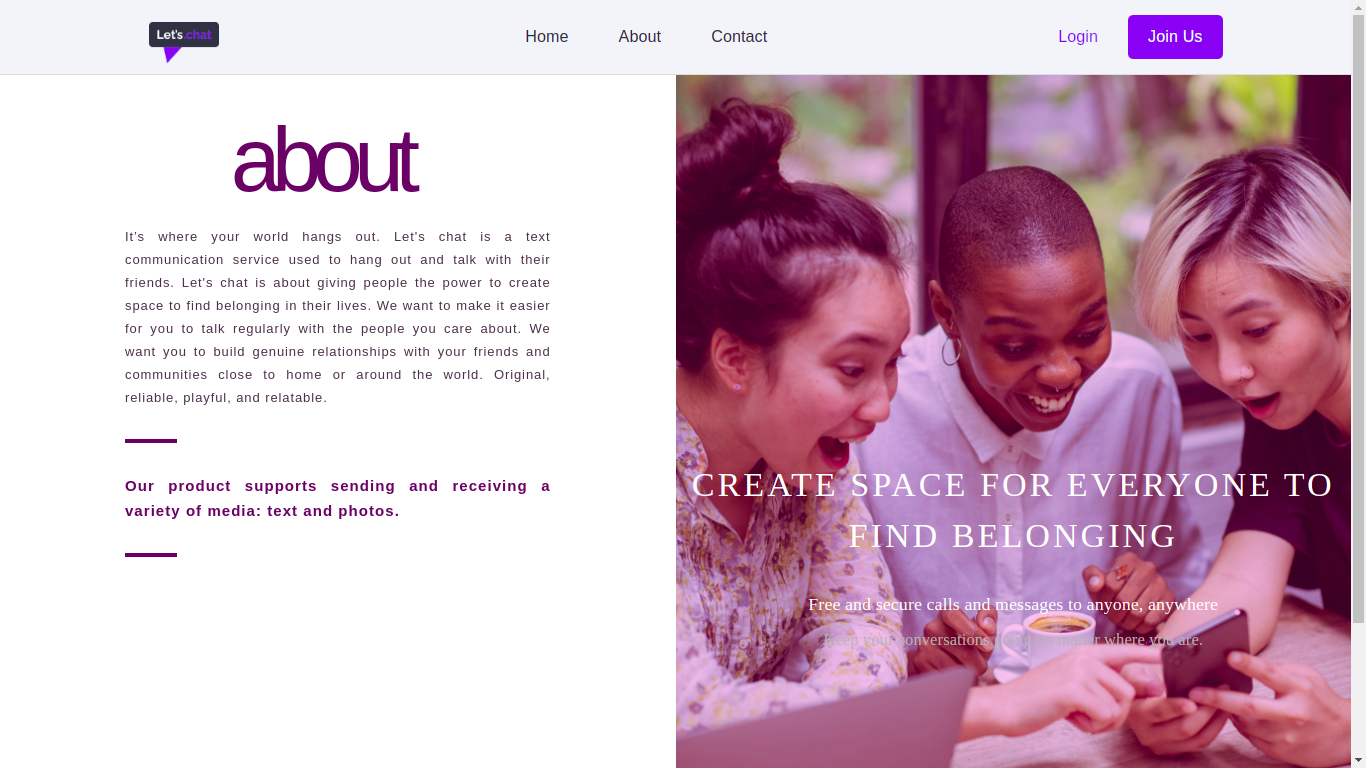 Let's.chat
Home
About
Contact
Login
Join Us
about
It's where your world hangs out. Let's chat is a text
communication service used to hang out and talk with their
friends. Let's chat is about giving people the power to create
space to find belonging in their lives. We want to make it easier
for you to talk regularly with the people you care about. We
want you to build genuine relationships with your friends and
communities close to home or around the world. Original,
reliable, playful, and relatable.
Our product supports sending and receiving a
variety of media: text and photos.
CREATE SPACE FOR EVERYONE TO
FIND BELONGING
Free and secure calls and messages to anyone, anywhere
Keep your conversations going no matter where you are.